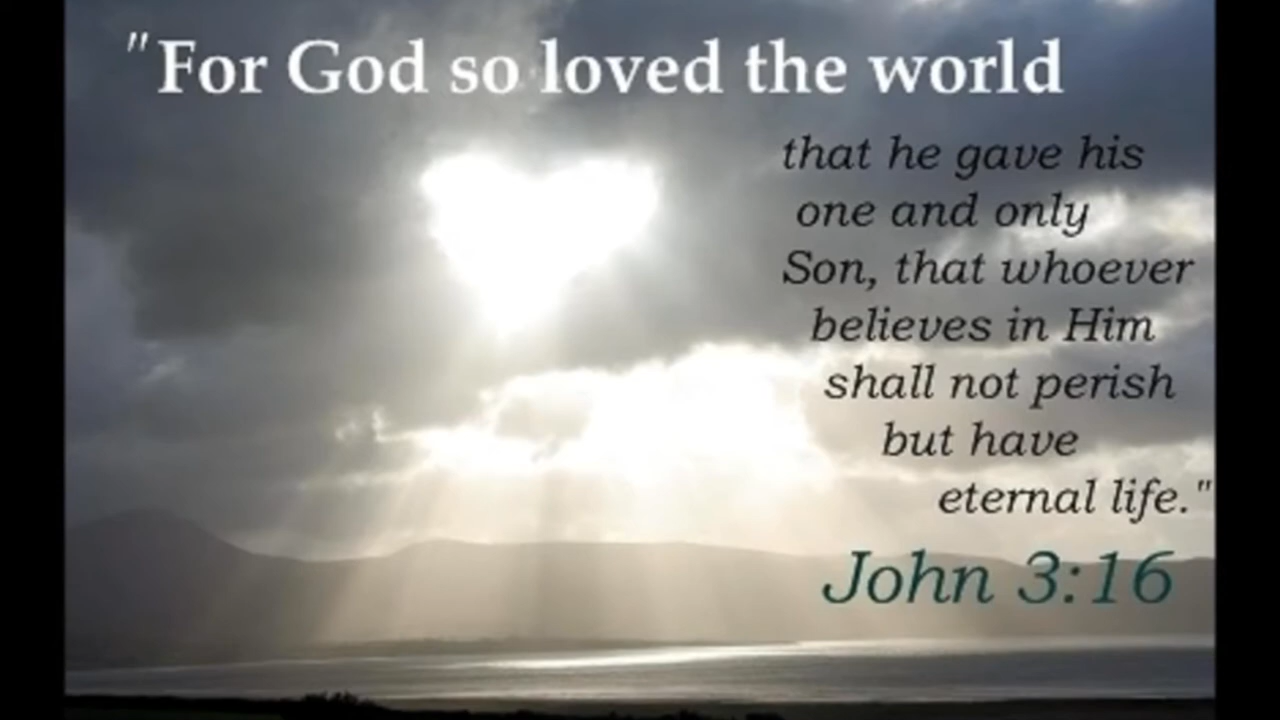 "For God so loved the world
that he gave his
one and only
Son, that whoever
believes in Him
shall not perish
but have
eternal life."
John 3:16